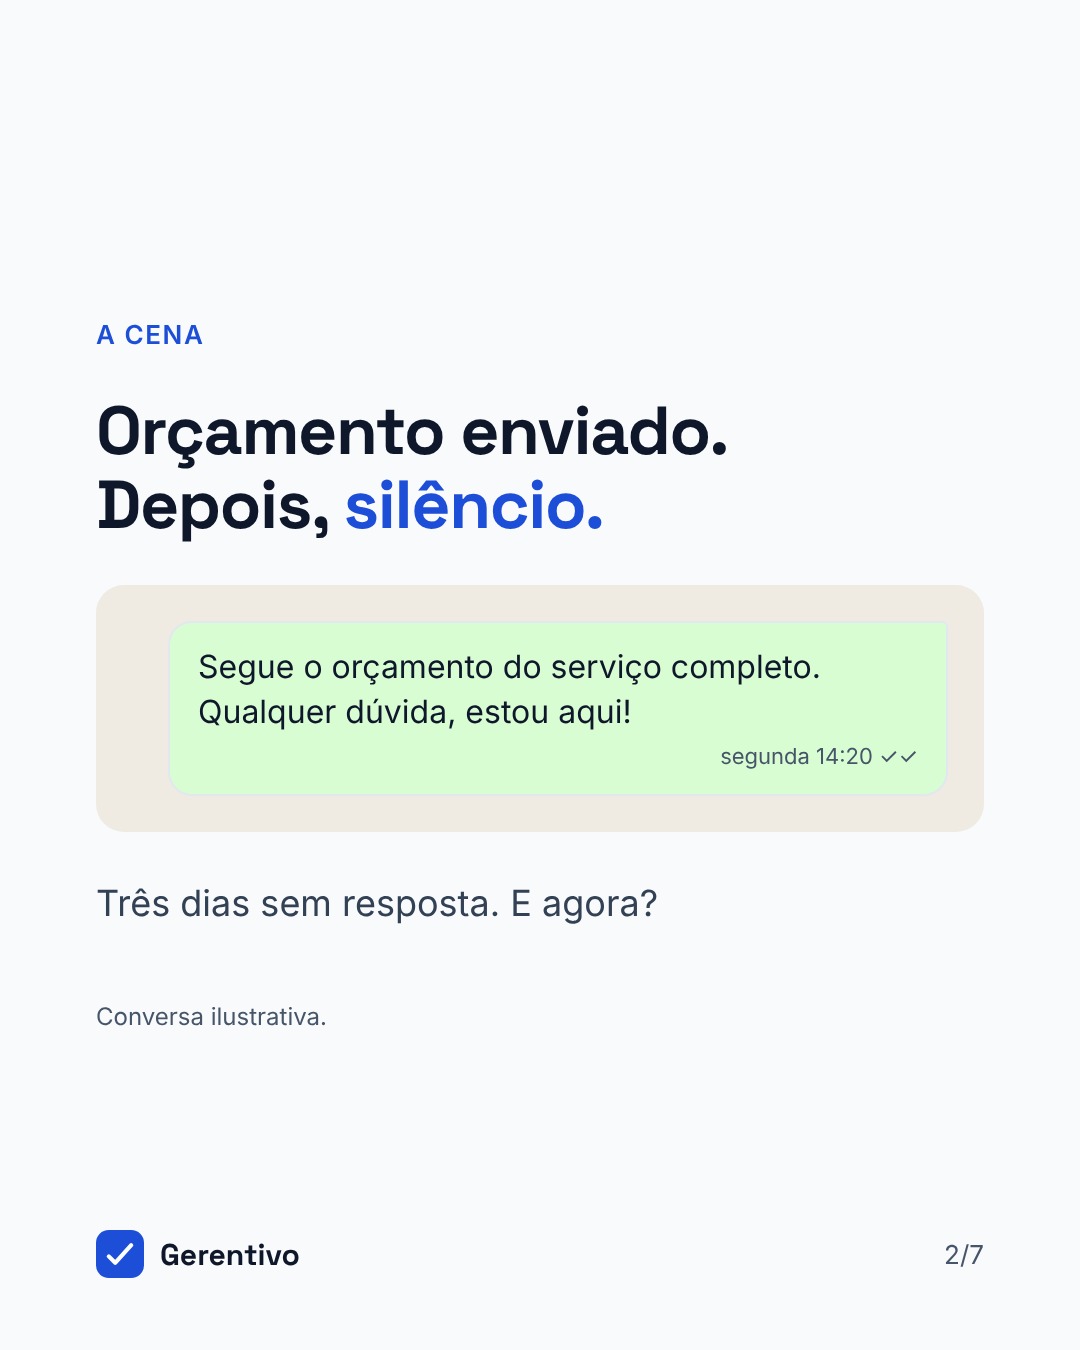 A CENA
Orçamento enviado.
Depois, silêncio.
Segue o orçamento do serviço completo.
Qualquer dúvida, estou aqui!
segunda 14:20 ✓✓
Três dias sem resposta. E agora?
Conversa ilustrativa.
Gerentivo
2/7